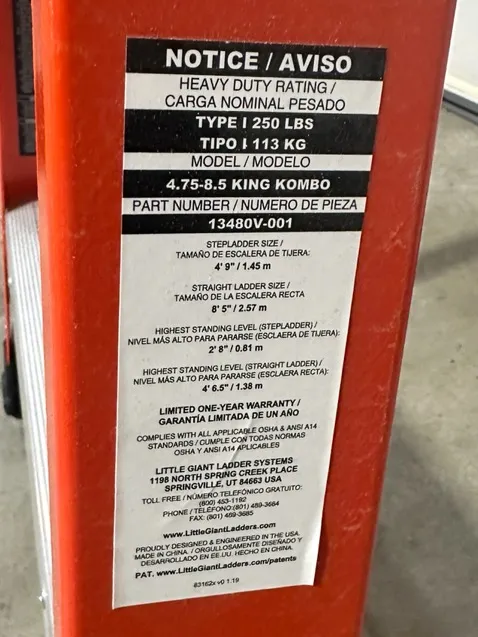 NOTICE / AVISO
HEAVY DUTY RATING /
CARGA NOMINAL PESADO
TYPE I 250 LBS
TIPO I 113 KG
MODEL / MODELO
4.75-8.5 KING KOMBO
PART NUMBER / NUMERO DE PIEZA
13480V-001
STEPLADDER SIZE /
TAMAÑO DE ESCALERA DE TIJERA:
4' 9" / 1.45 m
STRAIGHT LADDER SIZE /
TAMAÑO DE LA ESCALERA RECTA
8' 5" / 2.57 m
HIGHEST STANDING LEVEL (STEPLADDER) /
NIVEL MÁS ALTO PARA PARARSE (ESCLAERA DE TIJERA):
2' 8" / 0.81 m
HIGHEST STANDING LEVEL (STRAIGHT LADDER) /
NIVEL MÁS ALTO PARA PARARSE (ESCLAERA RECTA):
4' 6.5" / 1.38 m
LIMITED ONE-YEAR WARRANTY /
GARANTÍA LIMITADA DE UN AÑO
COMPLIES WITH ALL APPLICABLE OSHA & ANSI A14
STANDARDS / CUMPLE CON TODAS NORMAS
OSHA Y ANSI A14 APLICABLES
LITTLE GIANT LADDER SYSTEMS
1198 NORTH SPRING CREEK PLACE
SPRINGVILLE, UT 84663 USA
TOLL FREE / NÚMERO TELEFÓNICO GRATUITO:
(800) 453-1192
PHONE / TELÉFONO:(801) 489-3684
FAX: (801) 489-3685
www.LittleGiantLadders.com
PROUDLY DESIGNED & ENGINEERED IN THE USA.
MADE IN CHINA. / ORGULLOSAMENTE DISEÑADO Y
DESARROLLADO EN EE.UU. HECHO EN CHINA.
PAT. www.LittleGiantLadders.com/patents
63162x v0 1.19